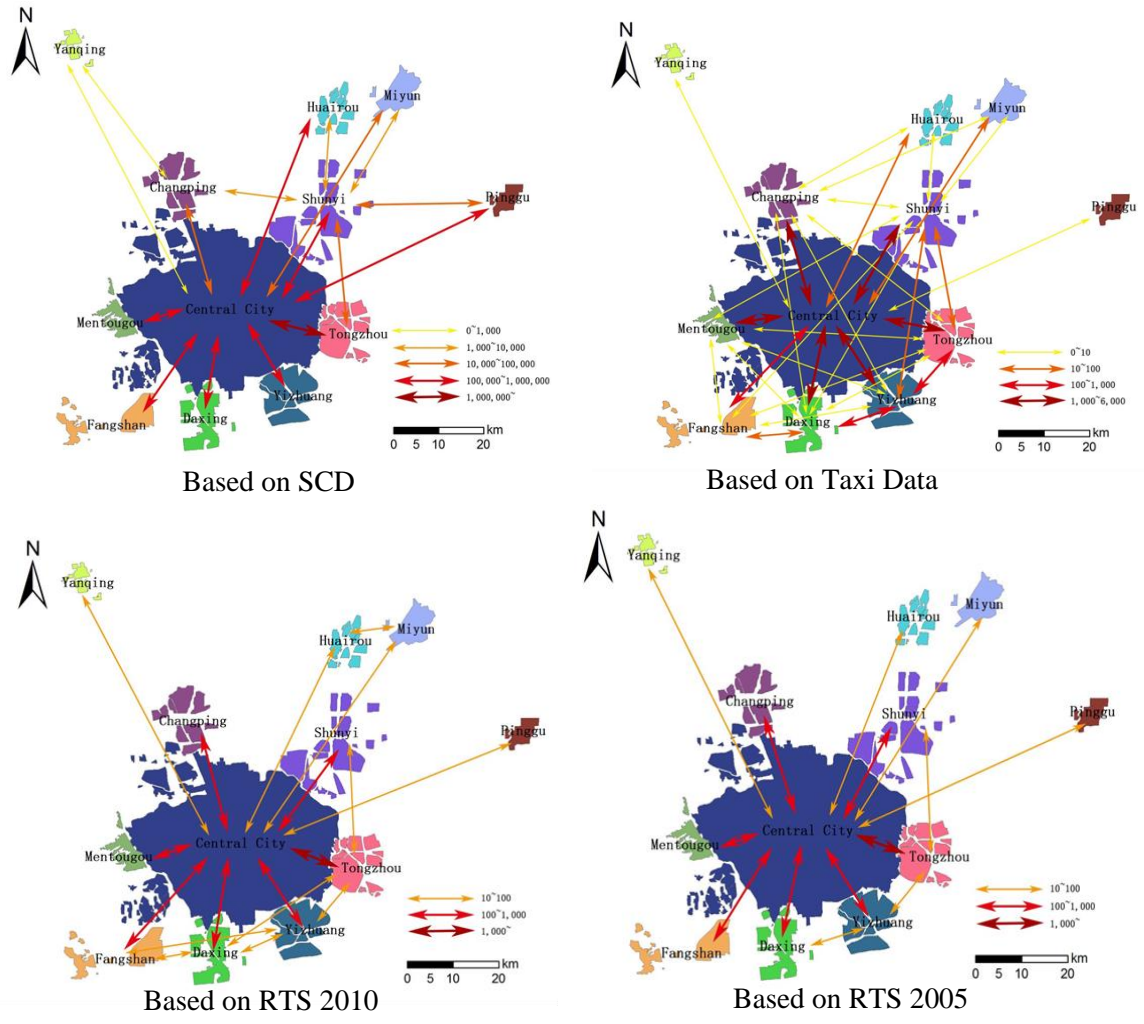 N
Yanqing
Huairou
Miyun
Changping
Shunyi
Pinggu
Central City
Mentougou
Tongzhou
Yizhuang
Fangshan
Daxing
0~1,000
1,000~10,000
10,000~100,000
100,000~1,000,000
1,000,000~
km
0 5 10 20
Based on SCD
N
Yanqing
Huairou
Miyun
Changping
Shunyi
Pinggu
Central City
Mentougou
Tongzhou
Yizhuang
Fangshan
Daxing
0~10
10~100
100~1,000
1,000~6,000
km
0 5 10 20
Based on Taxi Data
N
Yanqing
Huairou
Miyun
Changping
Shunyi
Pinggu
Central City
Mentougou
Tongzhou
Yizhuang
Fangshan
Daxing
10~100
100~1,000
1,000~
km
0 5 10 20
Based on RTS 2010
N
Yanqing
Huairou
Miyun
Changping
Shunyi
Pinggu
Central City
Mentougou
Tongzhou
Yizhuang
Fangshan
Daxing
10~100
100~1,000
1,000~
km
0 5 10 20
Based on RTS 2005